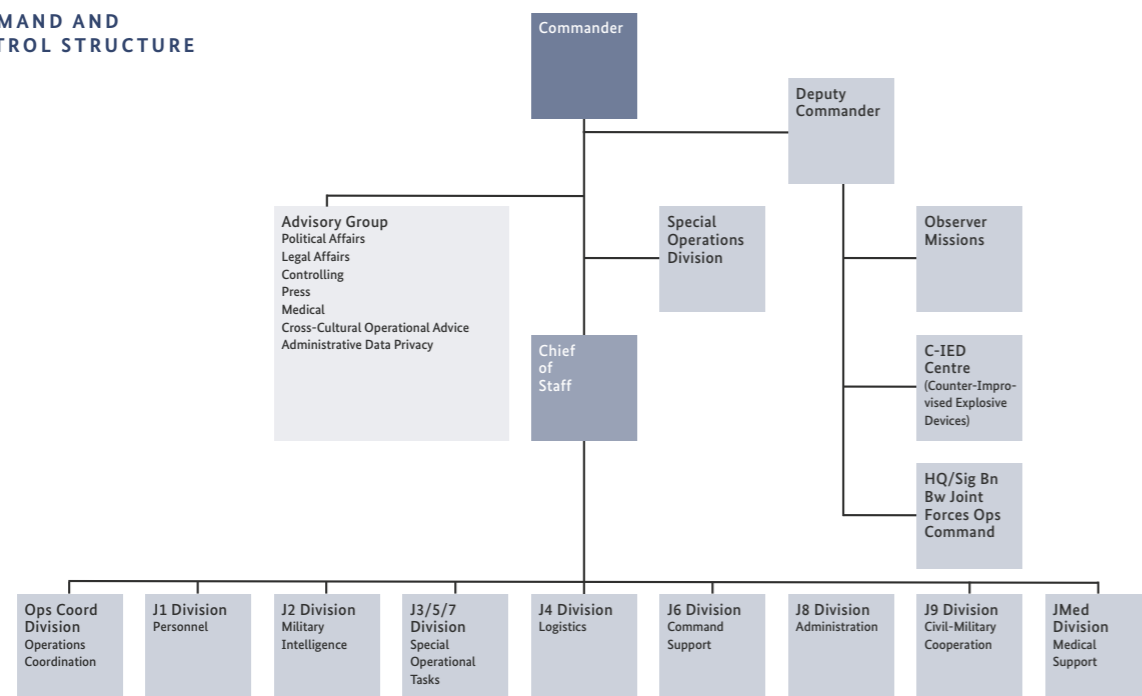 MAND AND
TROL STRUCTURE
Commander
Deputy
Commander
Advisory Group
Political Affairs
Legal Affairs
Controlling
Press
Medical
Cross-Cultural Operational Advice
Administrative Data Privacy
Special
Operations
Division
Observer
Missions
Chief
of
Staff
C-IED
Centre
(Counter-Impro-
vised Explosive
Devices)
HQ/Sig Bn
Bw Joint
Forces Ops
Command
Ops Coord
Division
Operations
Coordination
J1 Division
Personnel
J2 Division
Military
Intelligence
J3/5/7
Division
Special
Operational
Tasks
J4 Division
Logistics
J6 Division
Command
Support
J8 Division
Administration
J9 Division
Civil-Military
Cooperation
JMed
Division
Medical
Support